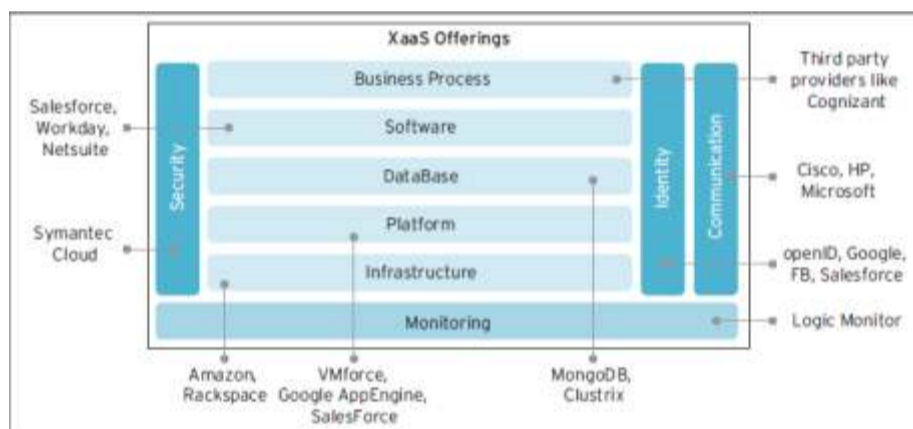 XaaS Offerings
Business Process
Software
DataBase
Platform
Infrastructure
Monitoring
Security
Identity
Communication
Salesforce,
Workday,
Netsuite
Symantec
Cloud
Third party
providers like
Cognizant
Cisco, HP,
Microsoft
openID, Google,
FB, Salesforce
Logic Monitor
Amazon,
Rackspace
VMforce,
Google AppEngine,
SalesForce
MongoDB,
Clustrix